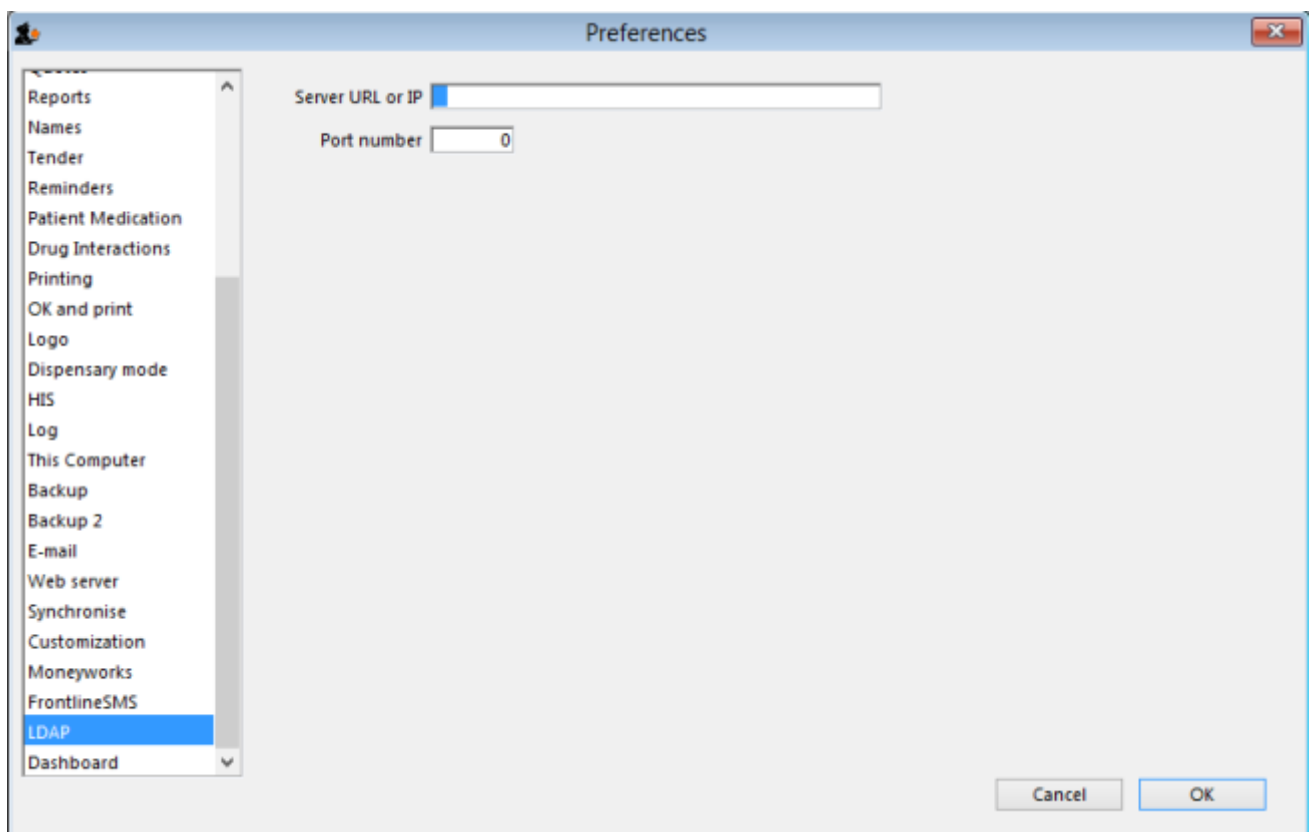 Preferences
Reports
Names
Tender
Reminders
Patient Medication
Drug Interactions
Printing
OK and print
Logo
Dispensary mode
HIS
Log
This Computer
Backup
Backup 2
E-mail
Web server
Synchronise
Customization
Moneyworks
FrontlineSMS
LDAP
Dashboard
Server URL or IP
Port number 0
Cancel OK